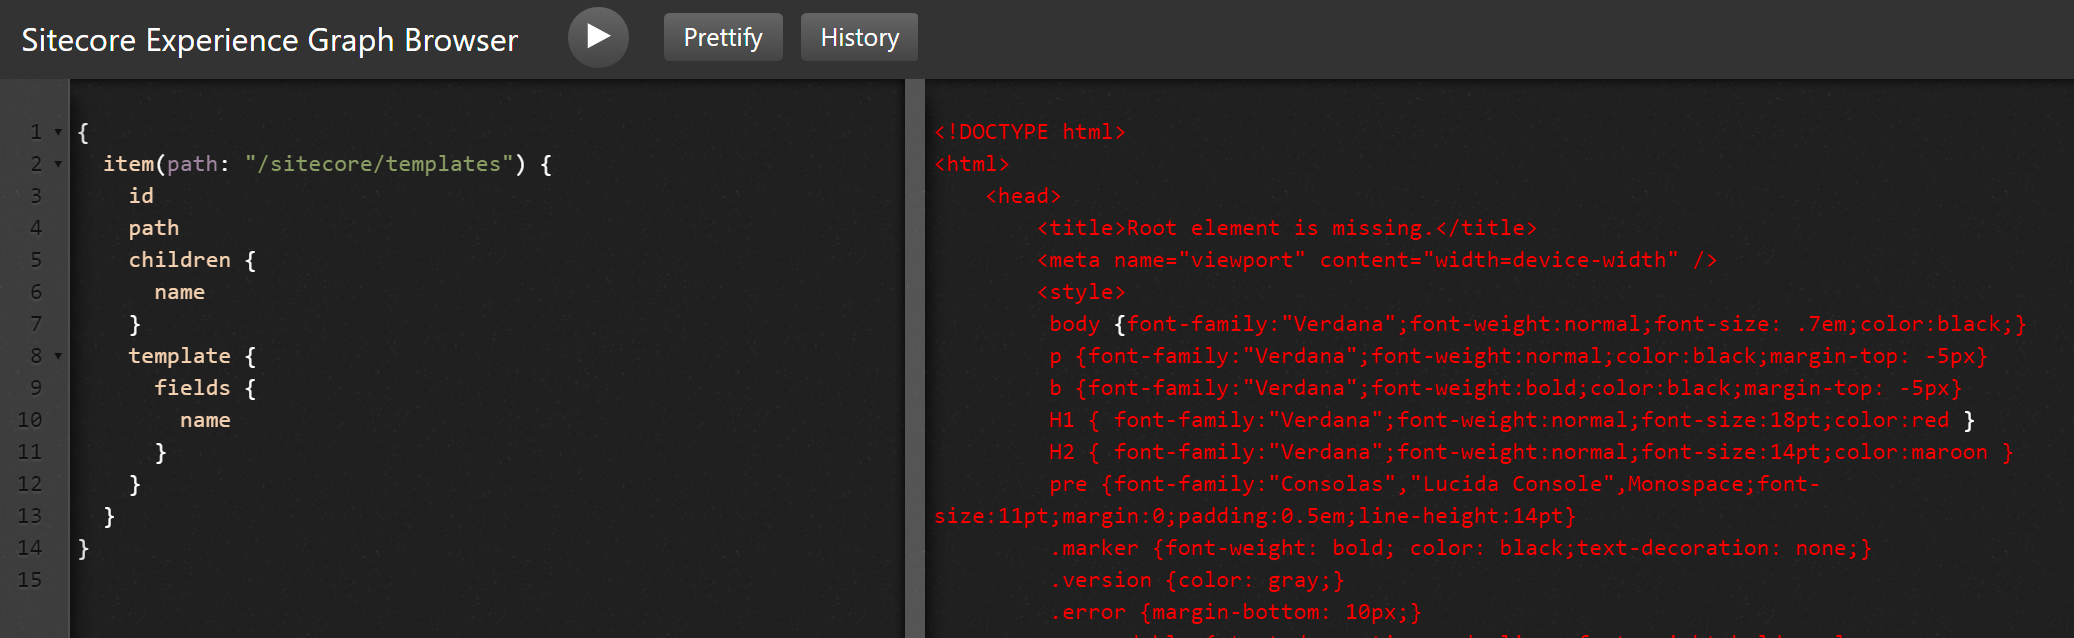 Sitecore Experience Graph Browser
Prettify
History
1 {
2 item(path: "/sitecore/templates") {
3 id
4 path
5 children {
6 name
7 }
8 template {
9 fields {
10 name
11 }
12 }
13 }
14 }
15
<!DOCTYPE html>
<html>
<head>
<title>Root element is missing.</title>
<meta name="viewport" content="width=device-width" />
<style>
body {font-family:"Verdana";font-weight:normal;font-size: .7em;color:black;}
p {font-family:"Verdana";font-weight:normal;color:black;margin-top: -5px}
b {font-family:"Verdana";font-weight:bold;color:black;margin-top: -5px}
H1 { font-family:"Verdana";font-weight:normal;font-size:18pt;color:red }
H2 { font-family:"Verdana";font-weight:normal;font-size:14pt;color:maroon }
pre {font-family:"Consolas","Lucida Console",Monospace;font-
size:11pt;margin:0;padding:0.5em;line-height:14pt}
.marker {font-weight: bold; color: black;text-decoration: none;}
.version {color: gray;}
.error {margin-bottom: 10px;}